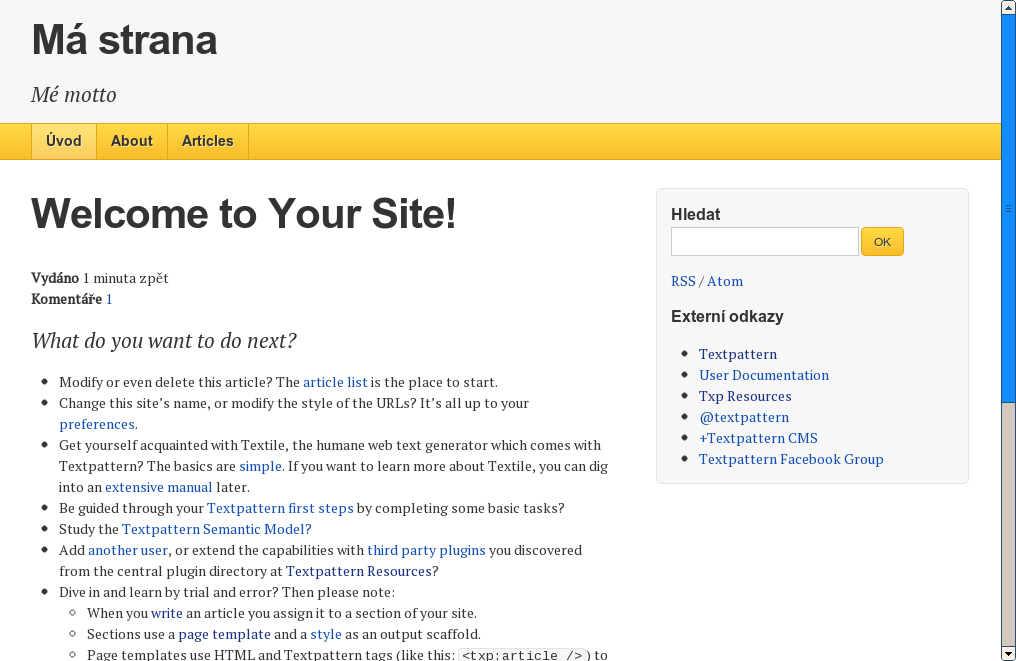 Má strana
Mé motto
Úvod About Articles
Welcome to Your Site!
Vydáno 1 minuta zpět
Komentáře 1
What do you want to do next?
Modify or even delete this article? The article list is the place to start.
Change this site’s name, or modify the style of the URLs? It’s all up to your
preferences.
Get yourself acquainted with Textile, the humane web text generator which comes with
Textpattern? The basics are simple. If you want to learn more about Textile, you can dig
into an extensive manual later.
Be guided through your Textpattern first steps by completing some basic tasks?
Study the Textpattern Semantic Model?
Add another user, or extend the capabilities with third party plugins you discovered
from the central plugin directory at Textpattern Resources?
Dive in and learn by trial and error? Then please note:
When you write an article you assign it to a section of your site.
Sections use a page template and a style as an output scaffold.
Page templates use HTML and Textpattern tags (like this: <txp:article />) to
Hledat
OK
RSS / Atom
Externí odkazy
Textpattern
User Documentation
Txp Resources
@textpattern
+Textpattern CMS
Textpattern Facebook Group